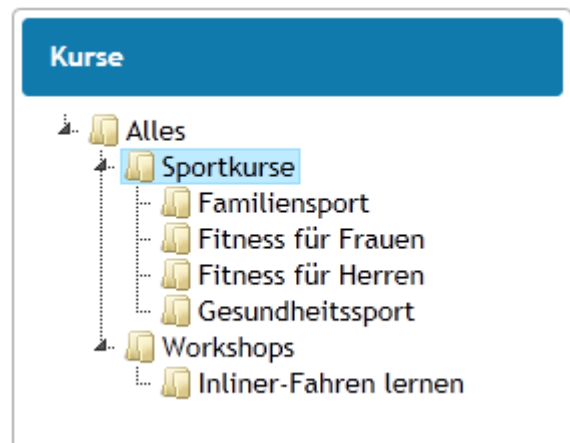 Kurse
Alles
Sportkurse
Familiensport
Fitness für Frauen
Fitness für Herren
Gesundheitssport
Workshops
Inliner-Fahren lernen